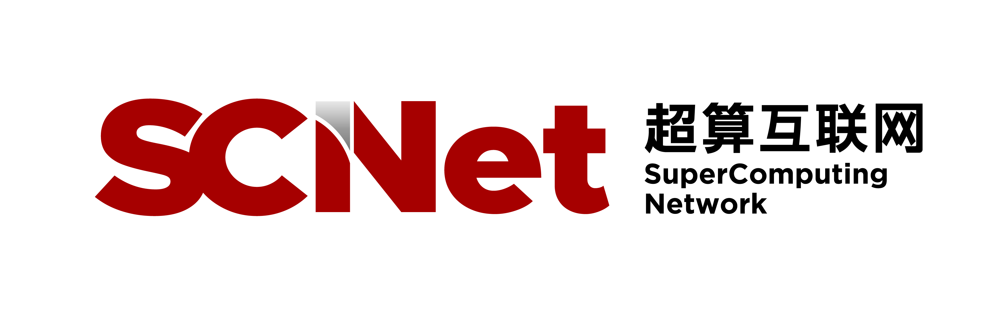 SCNet
超算互联网
SuperComputing
Network